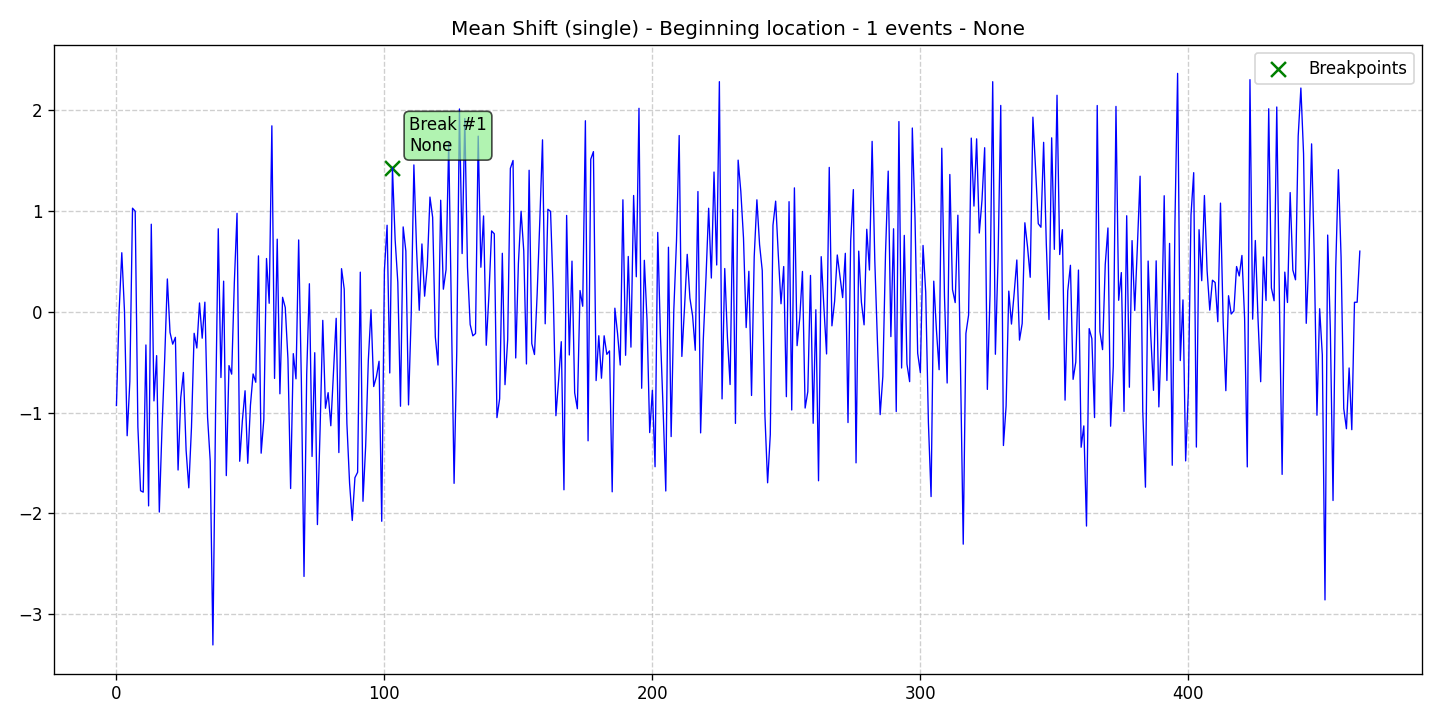 Mean Shift (single) - Beginning location - 1 events - None
Breakpoints
Break #1
None
2
1
0
−1
−2
−3
0
100
200
300
400